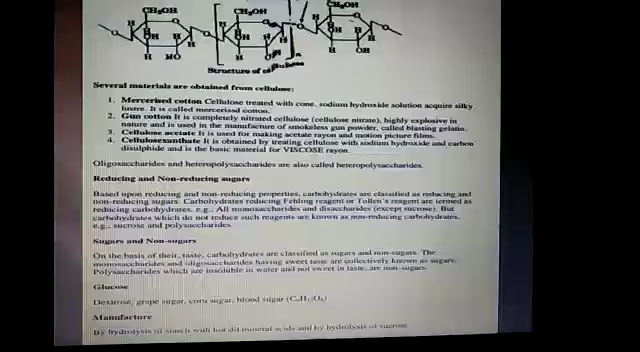 CH₂OH CH₂OH CH₂OH
O O O O O O
H OH H H OH H H OH H
H HO H OH H OH
n
Structure of cellulose
Several materials are obtained from cellulose:
1. Mercerised cotton Cellulose treated with conc. sodium hydroxide solution acquire silky
lustre. It is called mercerised cotton.
2. Gun cotton It is completely nitrated cellulose (cellulose nitrate), highly explosive in
nature and is used in the manufacture of smokeless gun powder, called blasting gelatin.
3. Cellulose acetate It is used for making acetate rayon and motion picture films.
4. Cellulosexanthate It is obtained by treating cellulose with sodium hydroxide and carbon
disulphide and is the basic material for VISCOSE rayon.
Oligosaccharides and heteropolysaccharides are also called heteropolysaccharides.
Reducing and Non-reducing sugars
Based upon reducing and non-reducing properties, carbohydrates are classified as reducing and
non-reducing sugars. Carbohydrates reducing Fehling reagent or Tollen's reagent are termed as
reducing carbohydrates. e.g., All monosaccharides and disaccharides (except sucrose). But
carbohydrates which do not reduce such reagents are known as non-reducing carbohydrates.
e.g., sucrose and polysaccharides.
Sugars and Non-sugars
On the basis of their, taste, carbohydrates are classified as sugars and non-sugars. The
monosaccharides and oligosaccharides having sweet taste are collectively known as sugars.
Polysaccharides which are insoluble in water and not sweet in taste, are non-sugars.
Glucose
Dextrose, grape sugar, corn sugar, blood sugar (C₆H₁₂O₆)
Manufacture
By hydrolysis of starch with hot dil mineral acids and by hydrolysis of sucrose